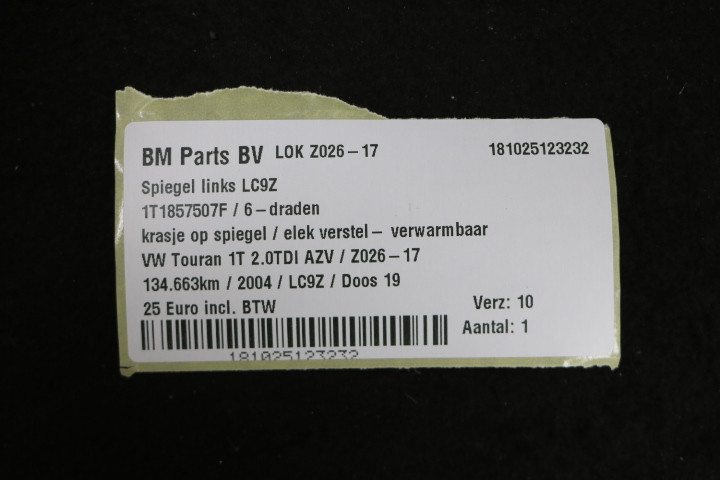 BM Parts BV LOK Z026-17 181025123232
Spiegel links LC9Z
1T1857507F / 6-draden
krasje op spiegel / elek verstel- verwarmbaar
VW Touran 1T 2.0TDI AZV / Z026-17
134.663km / 2004 / LC9Z / Doos 19
25 Euro incl. BTW Verz: 10
Aantal: 1
181025123232